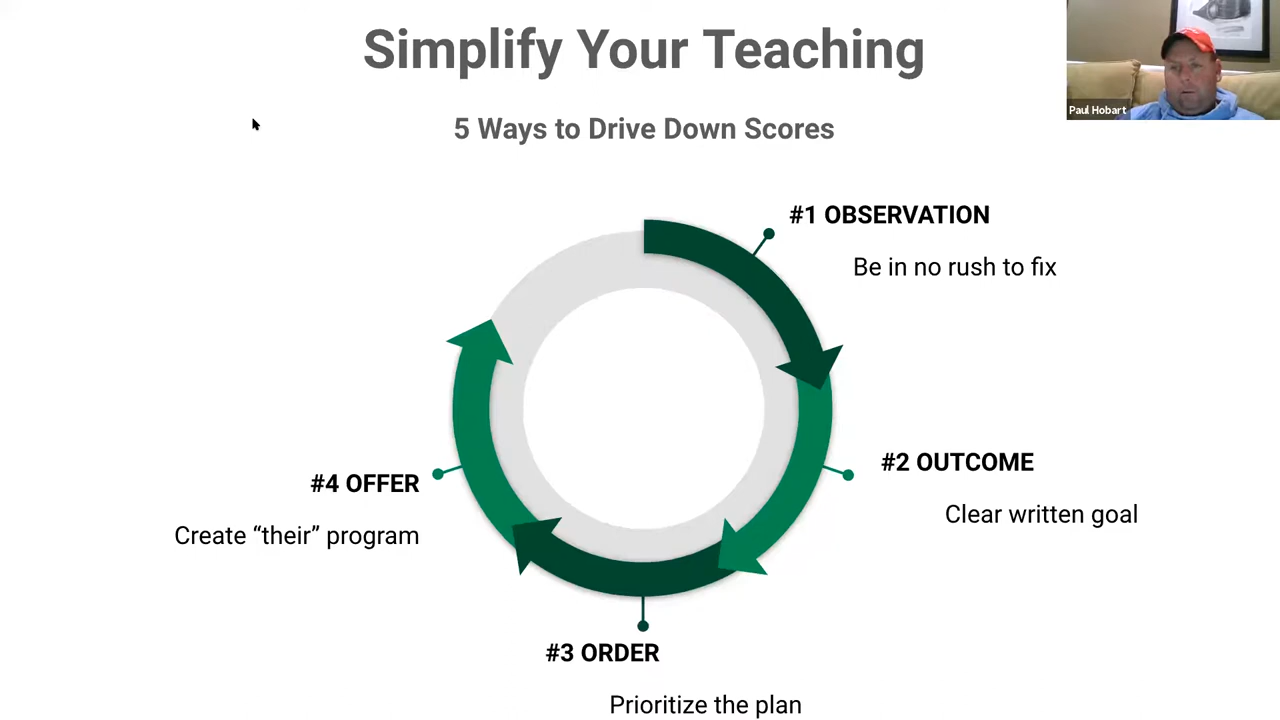 Simplify Your Teaching
5 Ways to Drive Down Scores
Paul Hobart
#1 OBSERVATION
Be in no rush to fix
#2 OUTCOME
Clear written goal
#3 ORDER
Prioritize the plan
#4 OFFER
Create “their” program